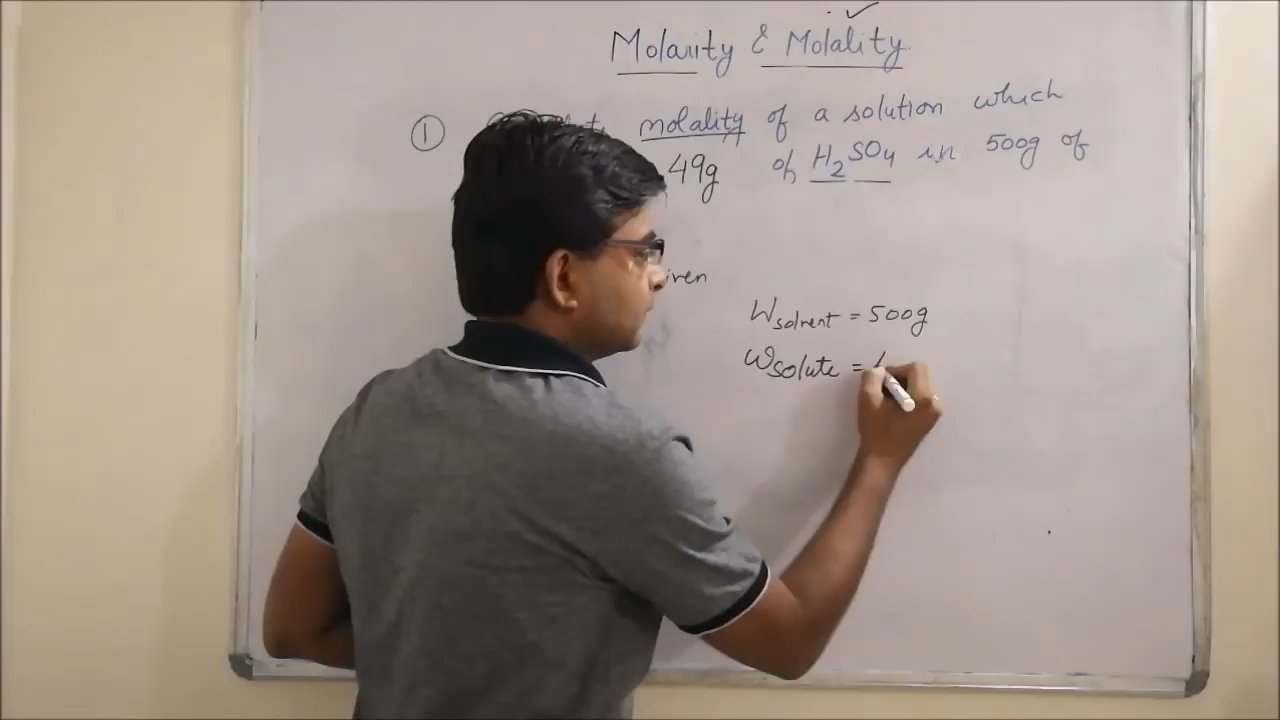 Molarity & Molality
① molality of a solution which
49g of H₂SO₄ in 500g of
Wsolvent = 500g
Wsolute =